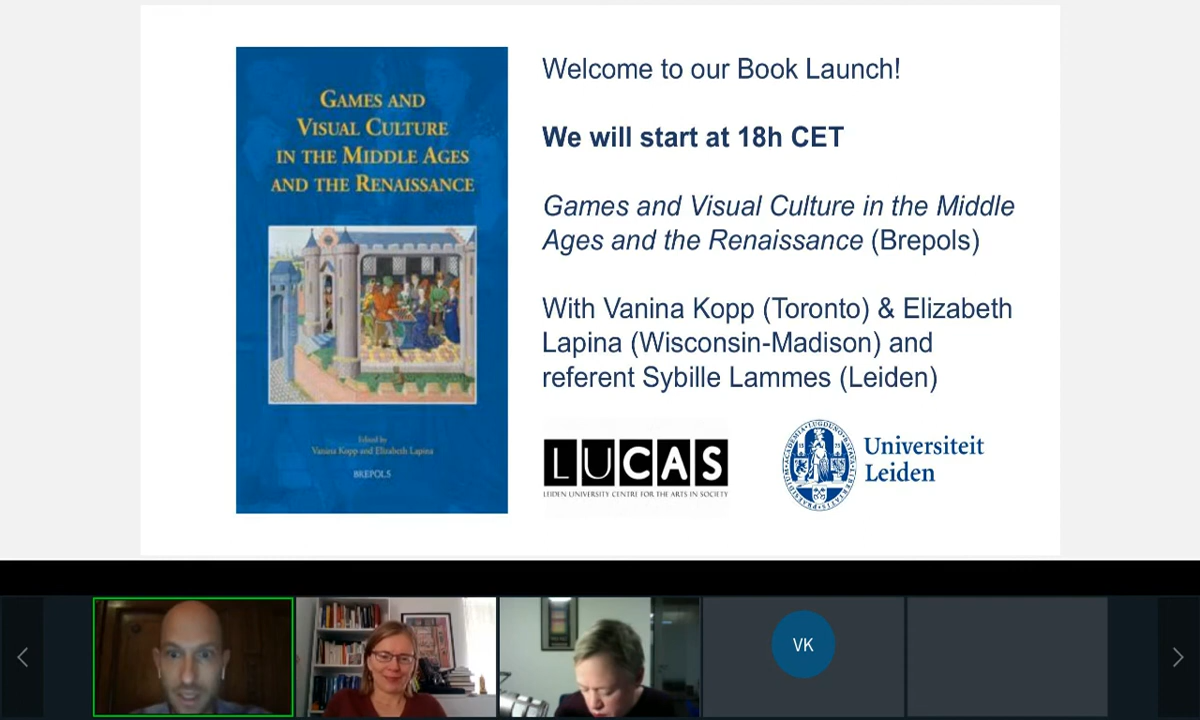 GAMES AND
VISUAL CULTURE
IN THE MIDDLE AGES
AND THE RENAISSANCE
Edited by
Vanina Kopp and Elizabeth Lapina
BREPOLS
Welcome to our Book Launch!
We will start at 18h CET
Games and Visual Culture in the Middle
Ages and the Renaissance (Brepols)
With Vanina Kopp (Toronto) & Elizabeth
Lapina (Wisconsin-Madison) and
referent Sybille Lammes (Leiden)
LUCAS
LEIDEN UNIVERSITY CENTRE FOR THE ARTS IN SOCIETY
Universiteit
Leiden
VK